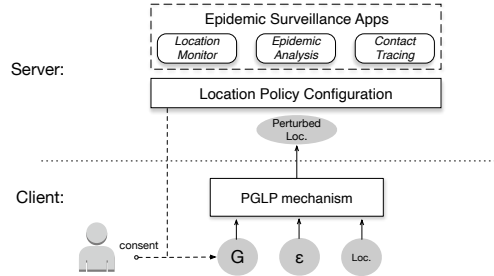 Epidemic Surveillance Apps
Location Monitor
Epidemic Analysis
Contact Tracing
Server:
Location Policy Configuration
Perturbed Loc.
Client:
PGLP mechanism
consent
G
ε
Loc.